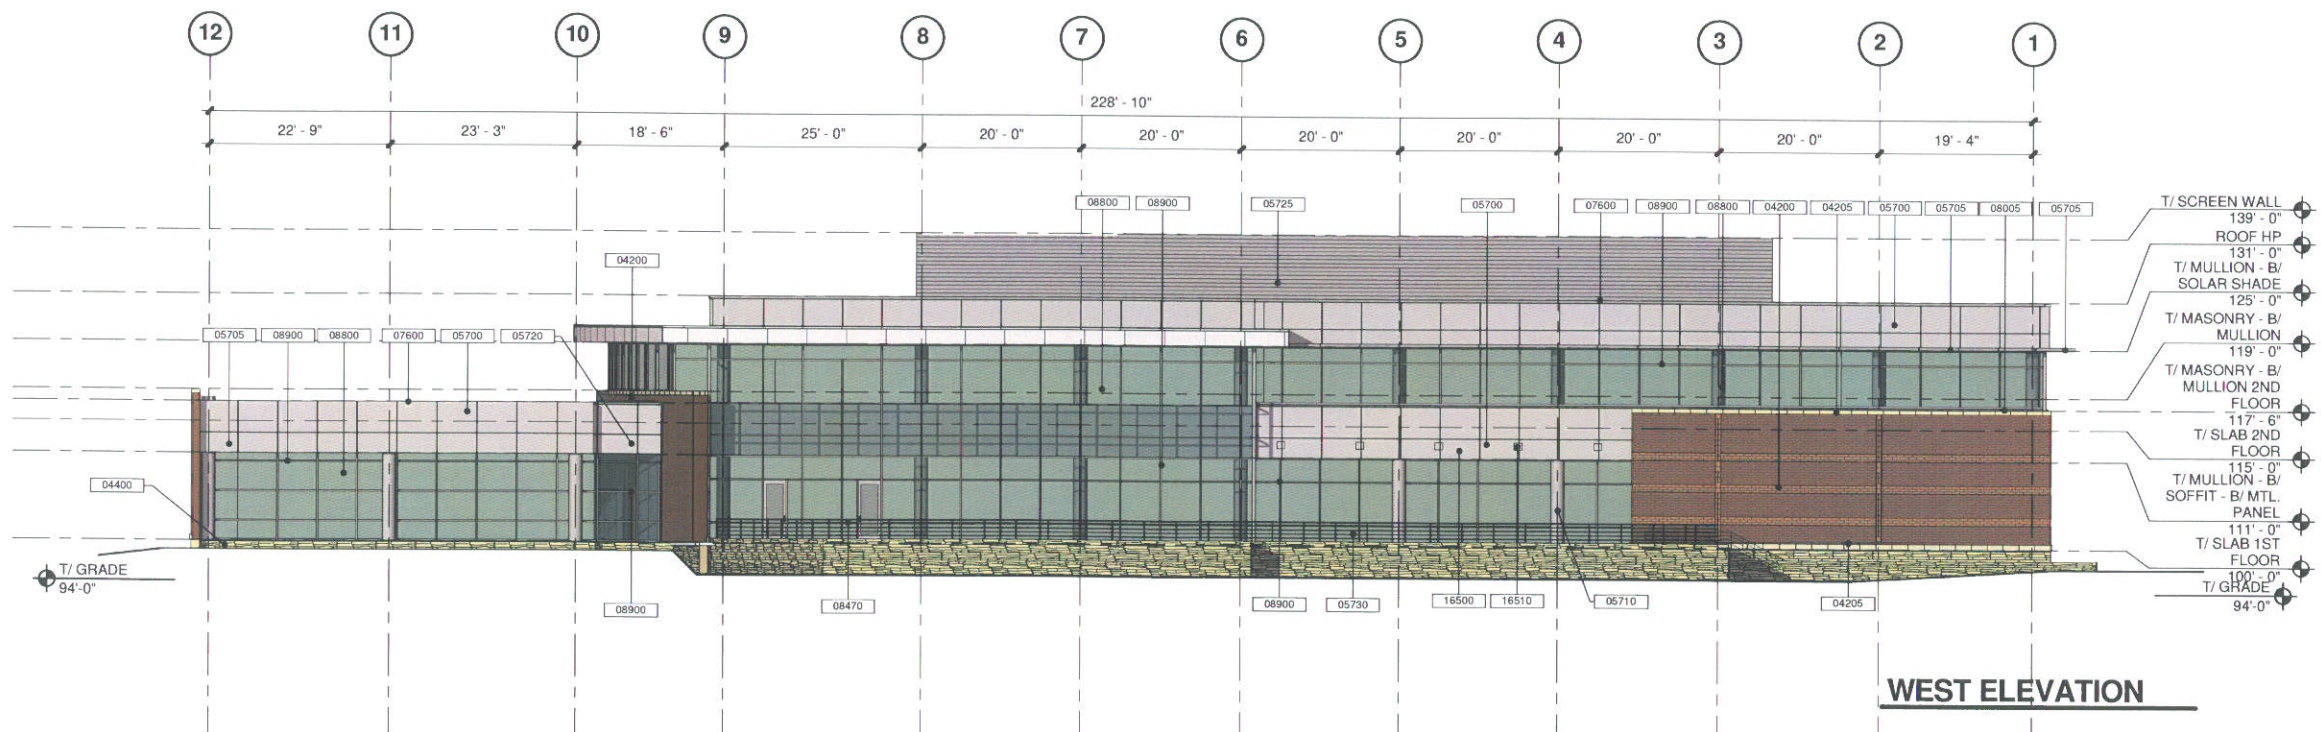 12 11 10 9 8 7 6 5 4 3 2 1
228' - 10"
22' - 9" 23' - 3" 18' - 6" 25' - 0" 20' - 0" 20' - 0" 20' - 0" 20' - 0" 20' - 0" 20' - 0" 19' - 4"
08800 08900 05725 05700 07600 08900 08800 04200 04205 05700 05705 08005 05705
04200
05705 08900 08800 07600 05700 05720
04400
T/ SCREEN WALL
139' - 0"
ROOF HP
131' - 0"
T/ MULLION - B/
SOLAR SHADE
125' - 0"
T/ MASONRY - B/
MULLION
119' - 0"
T/ MASONRY - B/
MULLION 2ND
FLOOR
117' - 6"
T/ SLAB 2ND
FLOOR
115' - 0"
T/ MULLION - B/
SOFFIT - B/ MTL.
PANEL
111' - 0"
T/ SLAB 1ST
FLOOR
100' - 0"
T/ GRADE
94'-0"
T/ GRADE
94'-0"
08900 08470 08900 05730 16500 16510 05710 04205
WEST ELEVATION